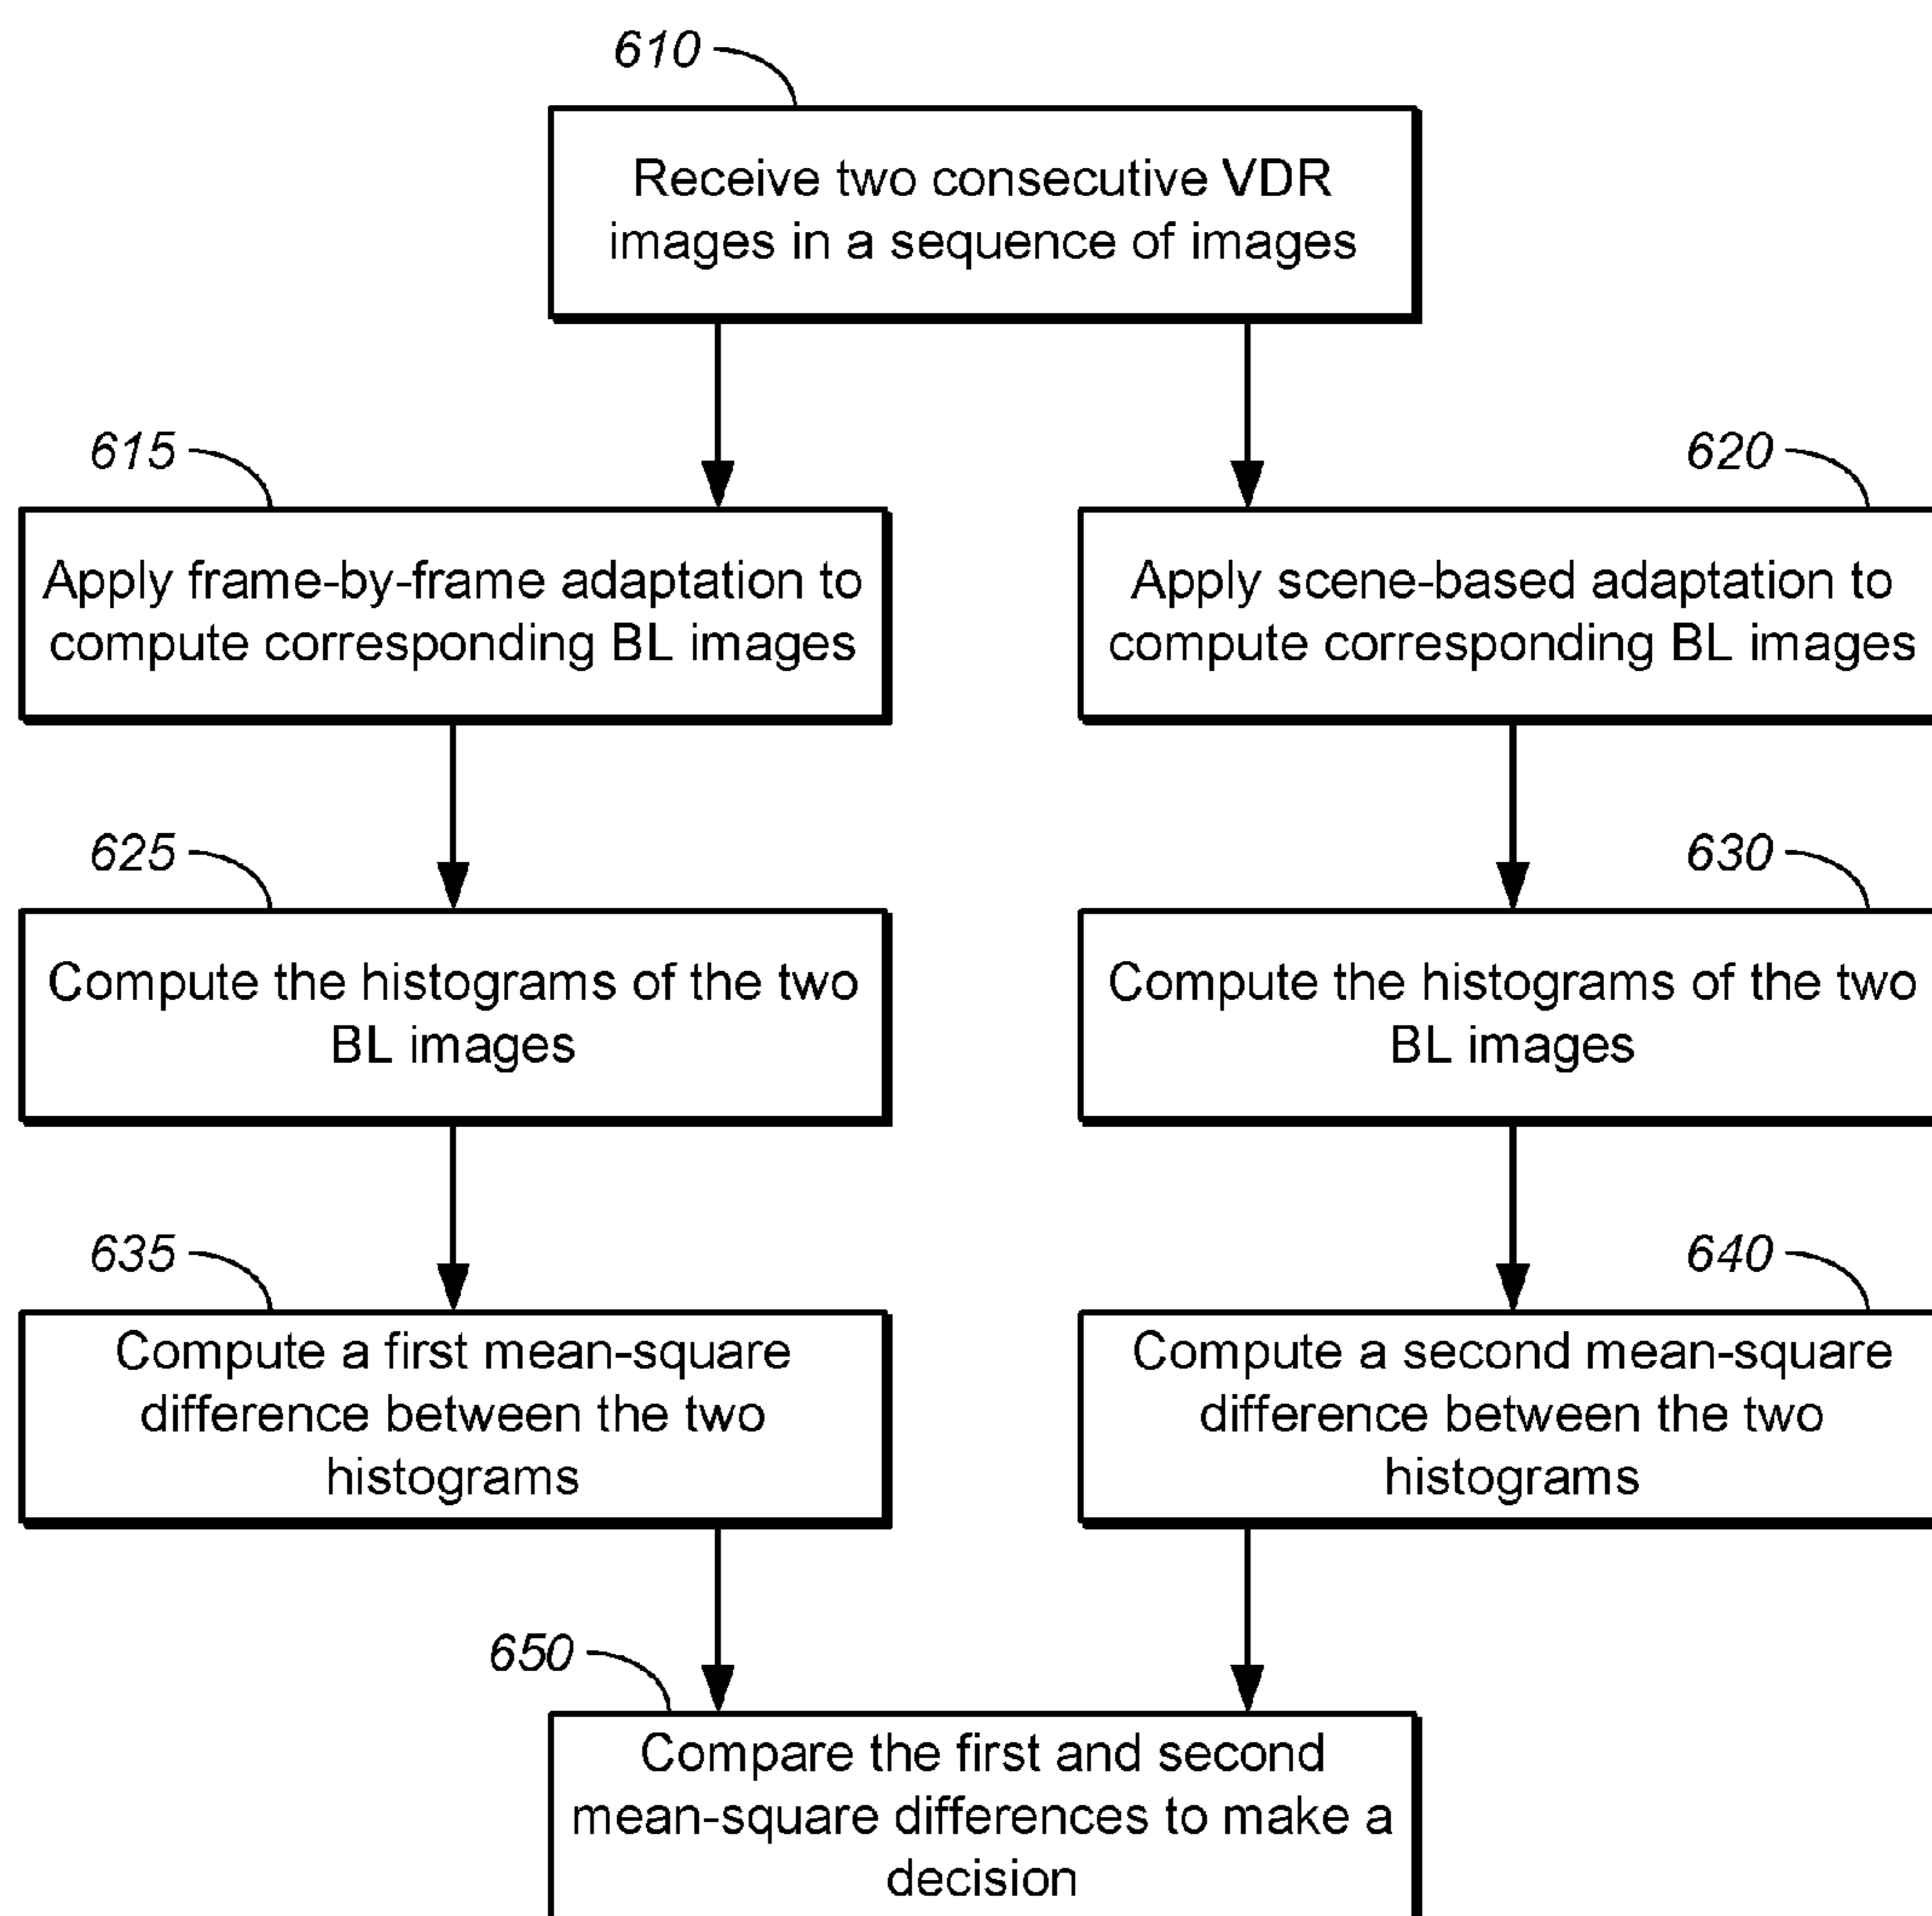 610
Receive two consecutive VDR
images in a sequence of images
615
Apply frame-by-frame adaptation to
compute corresponding BL images
620
Apply scene-based adaptation to
compute corresponding BL images
625
Compute the histograms of the two
BL images
630
Compute the histograms of the two
BL images
635
Compute a first mean-square
difference between the two
histograms
640
Compute a second mean-square
difference between the two
histograms
650
Compare the first and second
mean-square differences to make a
decision